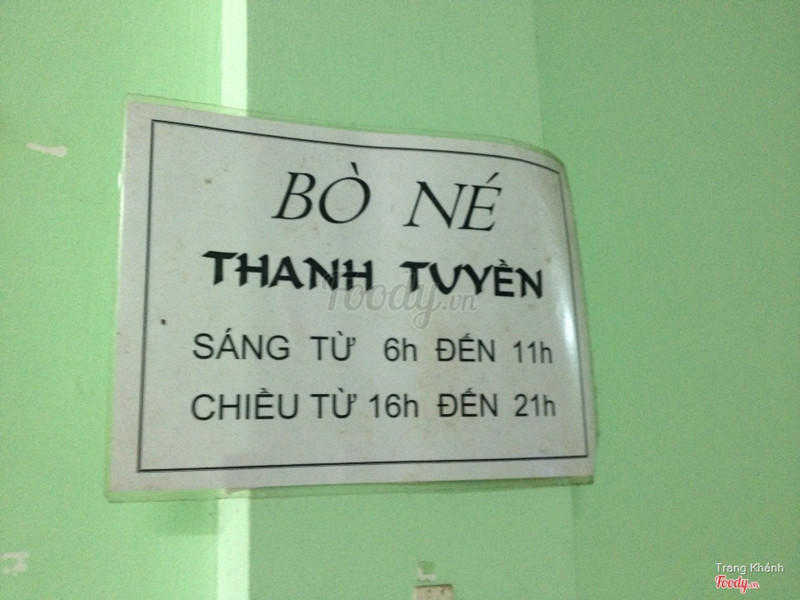 BÒ NÉ
THANH TUYỀN
Foody.vn
SÁNG TỪ 6h ĐẾN 11h
CHIỀU TỪ 16h ĐẾN 21h
Trang Khánh
Foody.vn